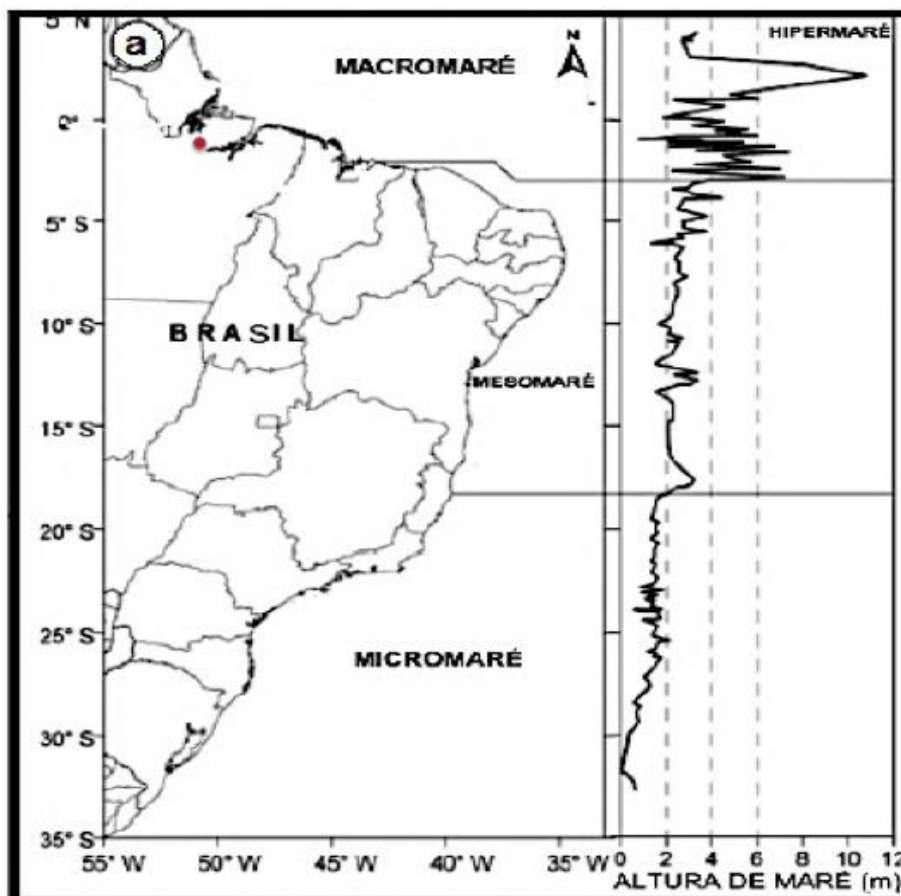 a
5° N
0°
5° S
10° S
15° S
20° S
25° S
30° S
35° S
55° W
50° W
45° W
40° W
35° W
N
MACROMARÉ
BRASIL
MESOMARÉ
MICROMARÉ
HIPERMARÉ
0 2 4 6 8 10 12
ALTURA DE MARÉ (m)